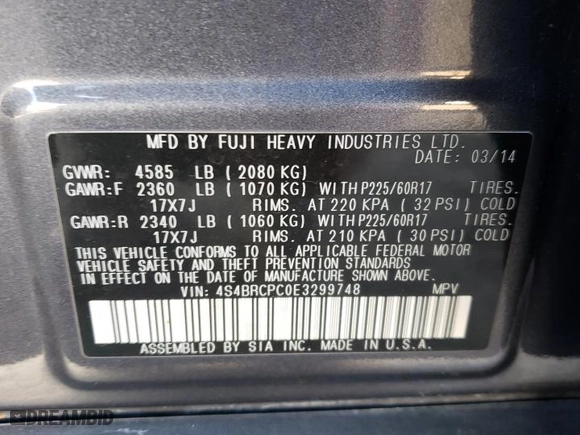 MFD BY FUJI HEAVY INDUSTRIES LTD.
DATE: 03/14
GVWR: 4585 LB (2080 KG)
GAWR:F 2360 LB (1070 KG) WITH P225/60R17 TIRES.
17X7J RIMS. AT 220 KPA (32 PSI) COLD
GAWR:R 2340 LB (1060 KG) WITH P225/60R17 TIRES.
17X7J RIMS. AT 210 KPA (30 PSI) COLD
THIS VEHICLE CONFORMS TO ALL APPLICABLE FEDERAL MOTOR
VEHICLE SAFETY AND THEFT PREVENTION STANDARDS
IN EFFECT ON THE DATE OF MANUFACTURE SHOWN ABOVE.
VIN: 4S4BRCPC0E3299748 MPV
ASSEMBLED BY SIA INC. MADE IN U.S.A.
DREAMBID